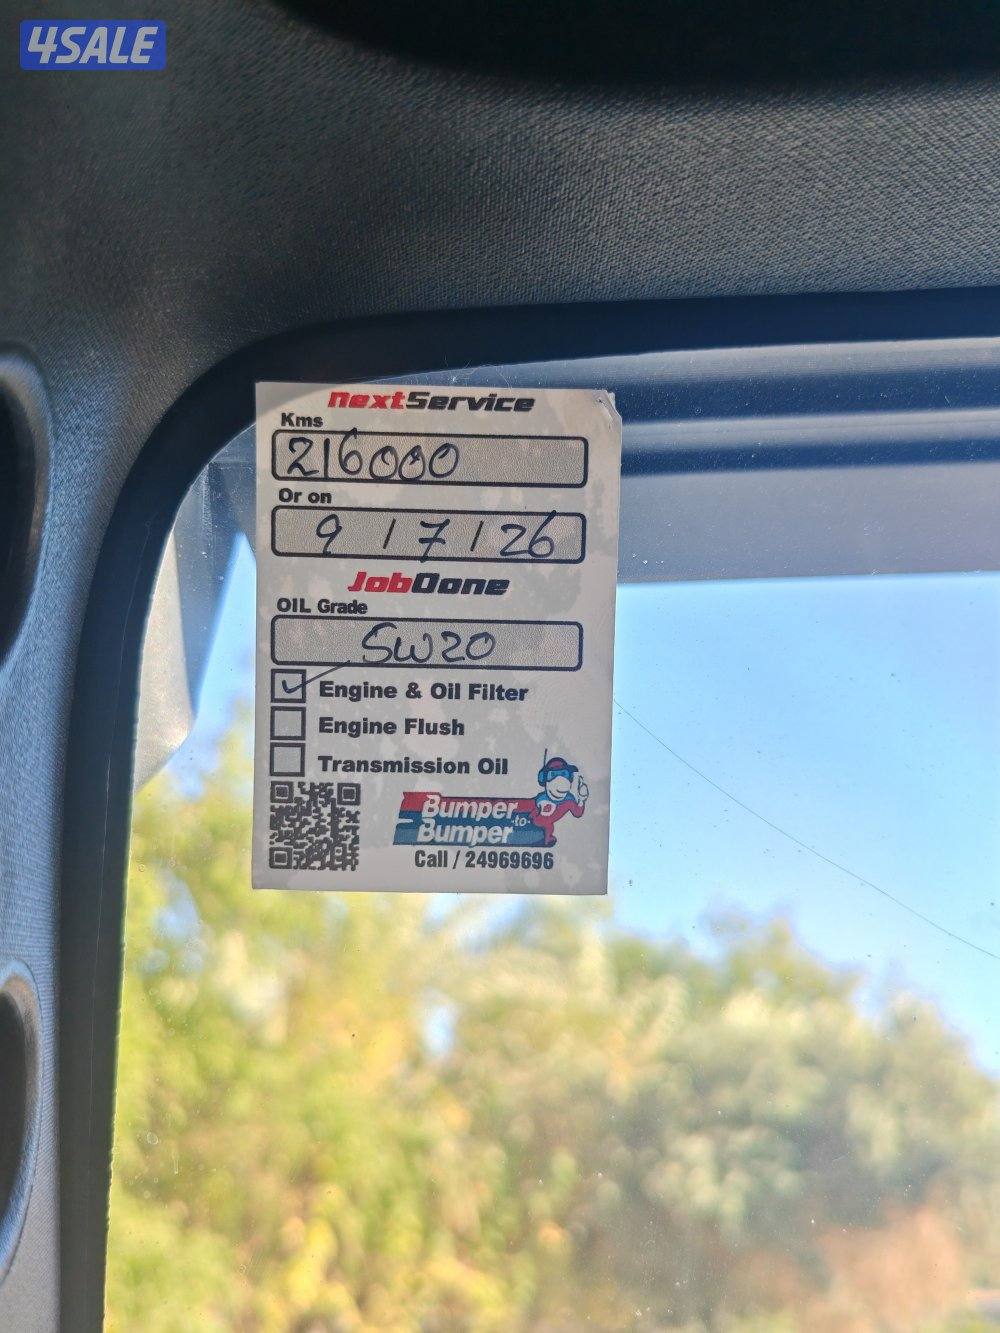 4SALE
nextService
Kms
216000
Or on
9 / 7 / 26
JobDone
OIL Grade
5W20
Engine & Oil Filter
Engine Flush
Transmission Oil
Bumper
-to-
Bumper
Call / 24969696